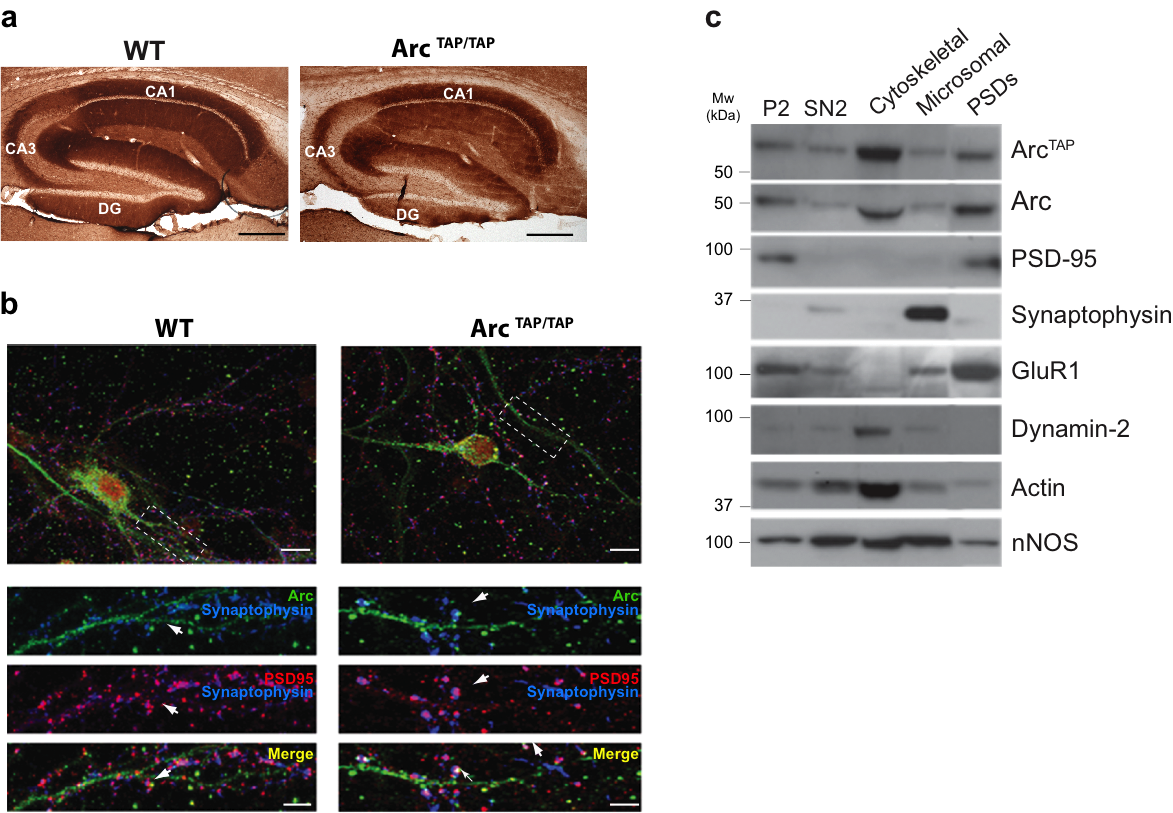 a
WT
Arc TAP/TAP
CA1
CA3
DG
CA1
CA3
DG
b
WT
Arc TAP/TAP
Arc
Synaptophysin
PSD95
Synaptophysin
Merge
Arc
Synaptophysin
PSD95
Synaptophysin
Merge
c
Mw
(kDa)
P2
SN2
Cytoskeletal
Microsomal
PSDs
50
ArcTAP
50
Arc
100
PSD-95
37
Synaptophysin
100
GluR1
100
Dynamin-2
37
Actin
100
nNOS